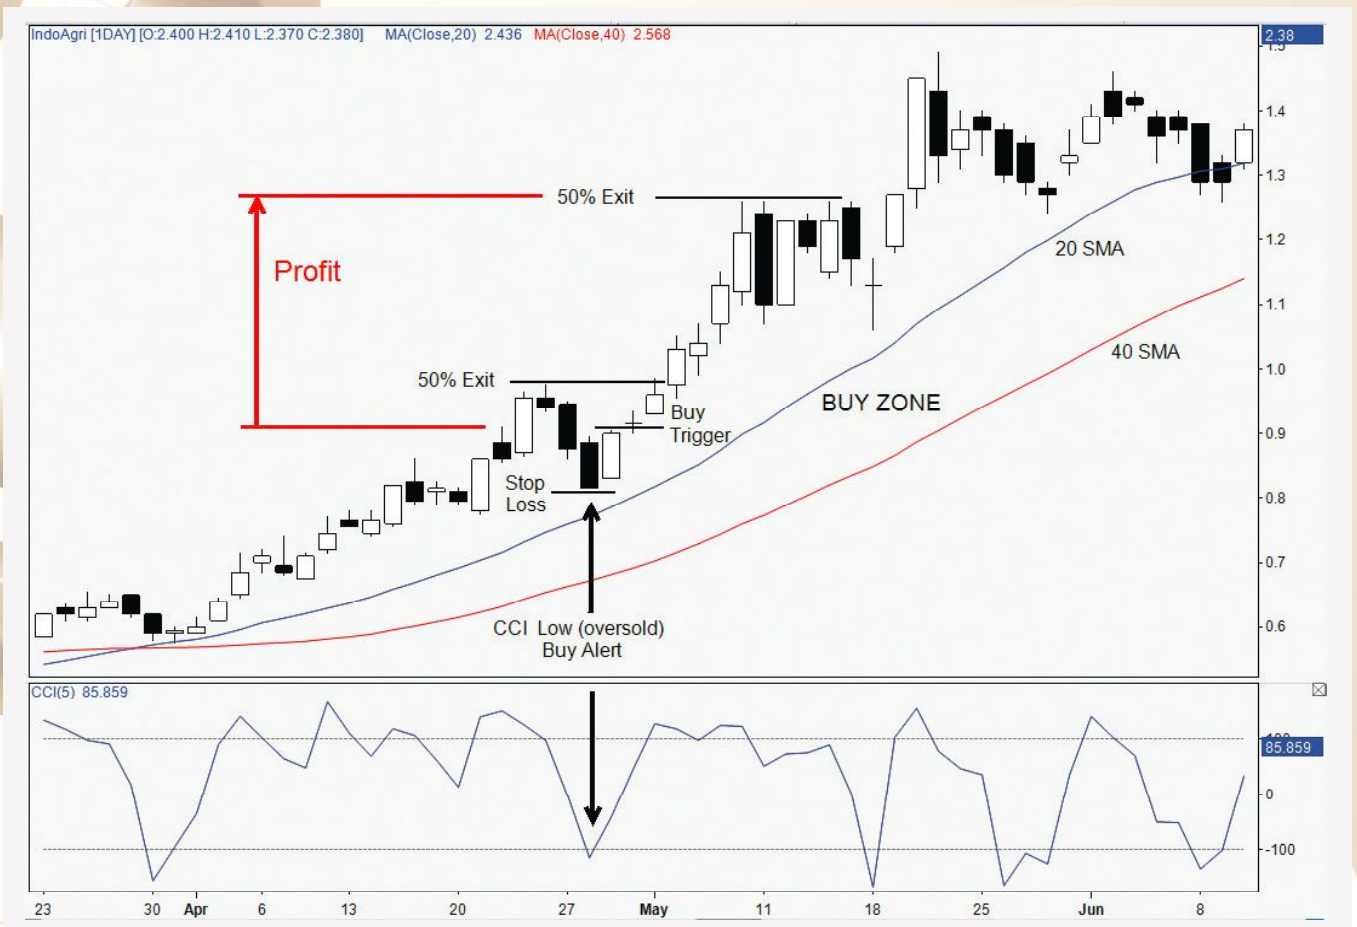 IndoAgri [1DAY] [O:2.400 H:2.410 L:2.370 C:2.380] MA(Close,20) 2.436 MA(Close,40) 2.568
2.38
1.5
1.4
1.3
1.2
1.1
1.0
0.9
0.8
0.7
0.6
50% Exit
Profit
20 SMA
40 SMA
50% Exit
Buy
Trigger
BUY ZONE
Stop
Loss
CCI Low (oversold)
Buy Alert
CCI(5) 85.859
100
85.859
0
-100
23 30 Apr 6 13 20 27 May 11 18 25 Jun 8